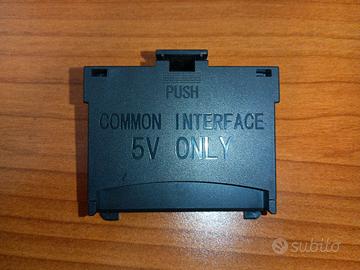 PUSH
COMMON INTERFACE
5V ONLY
subito